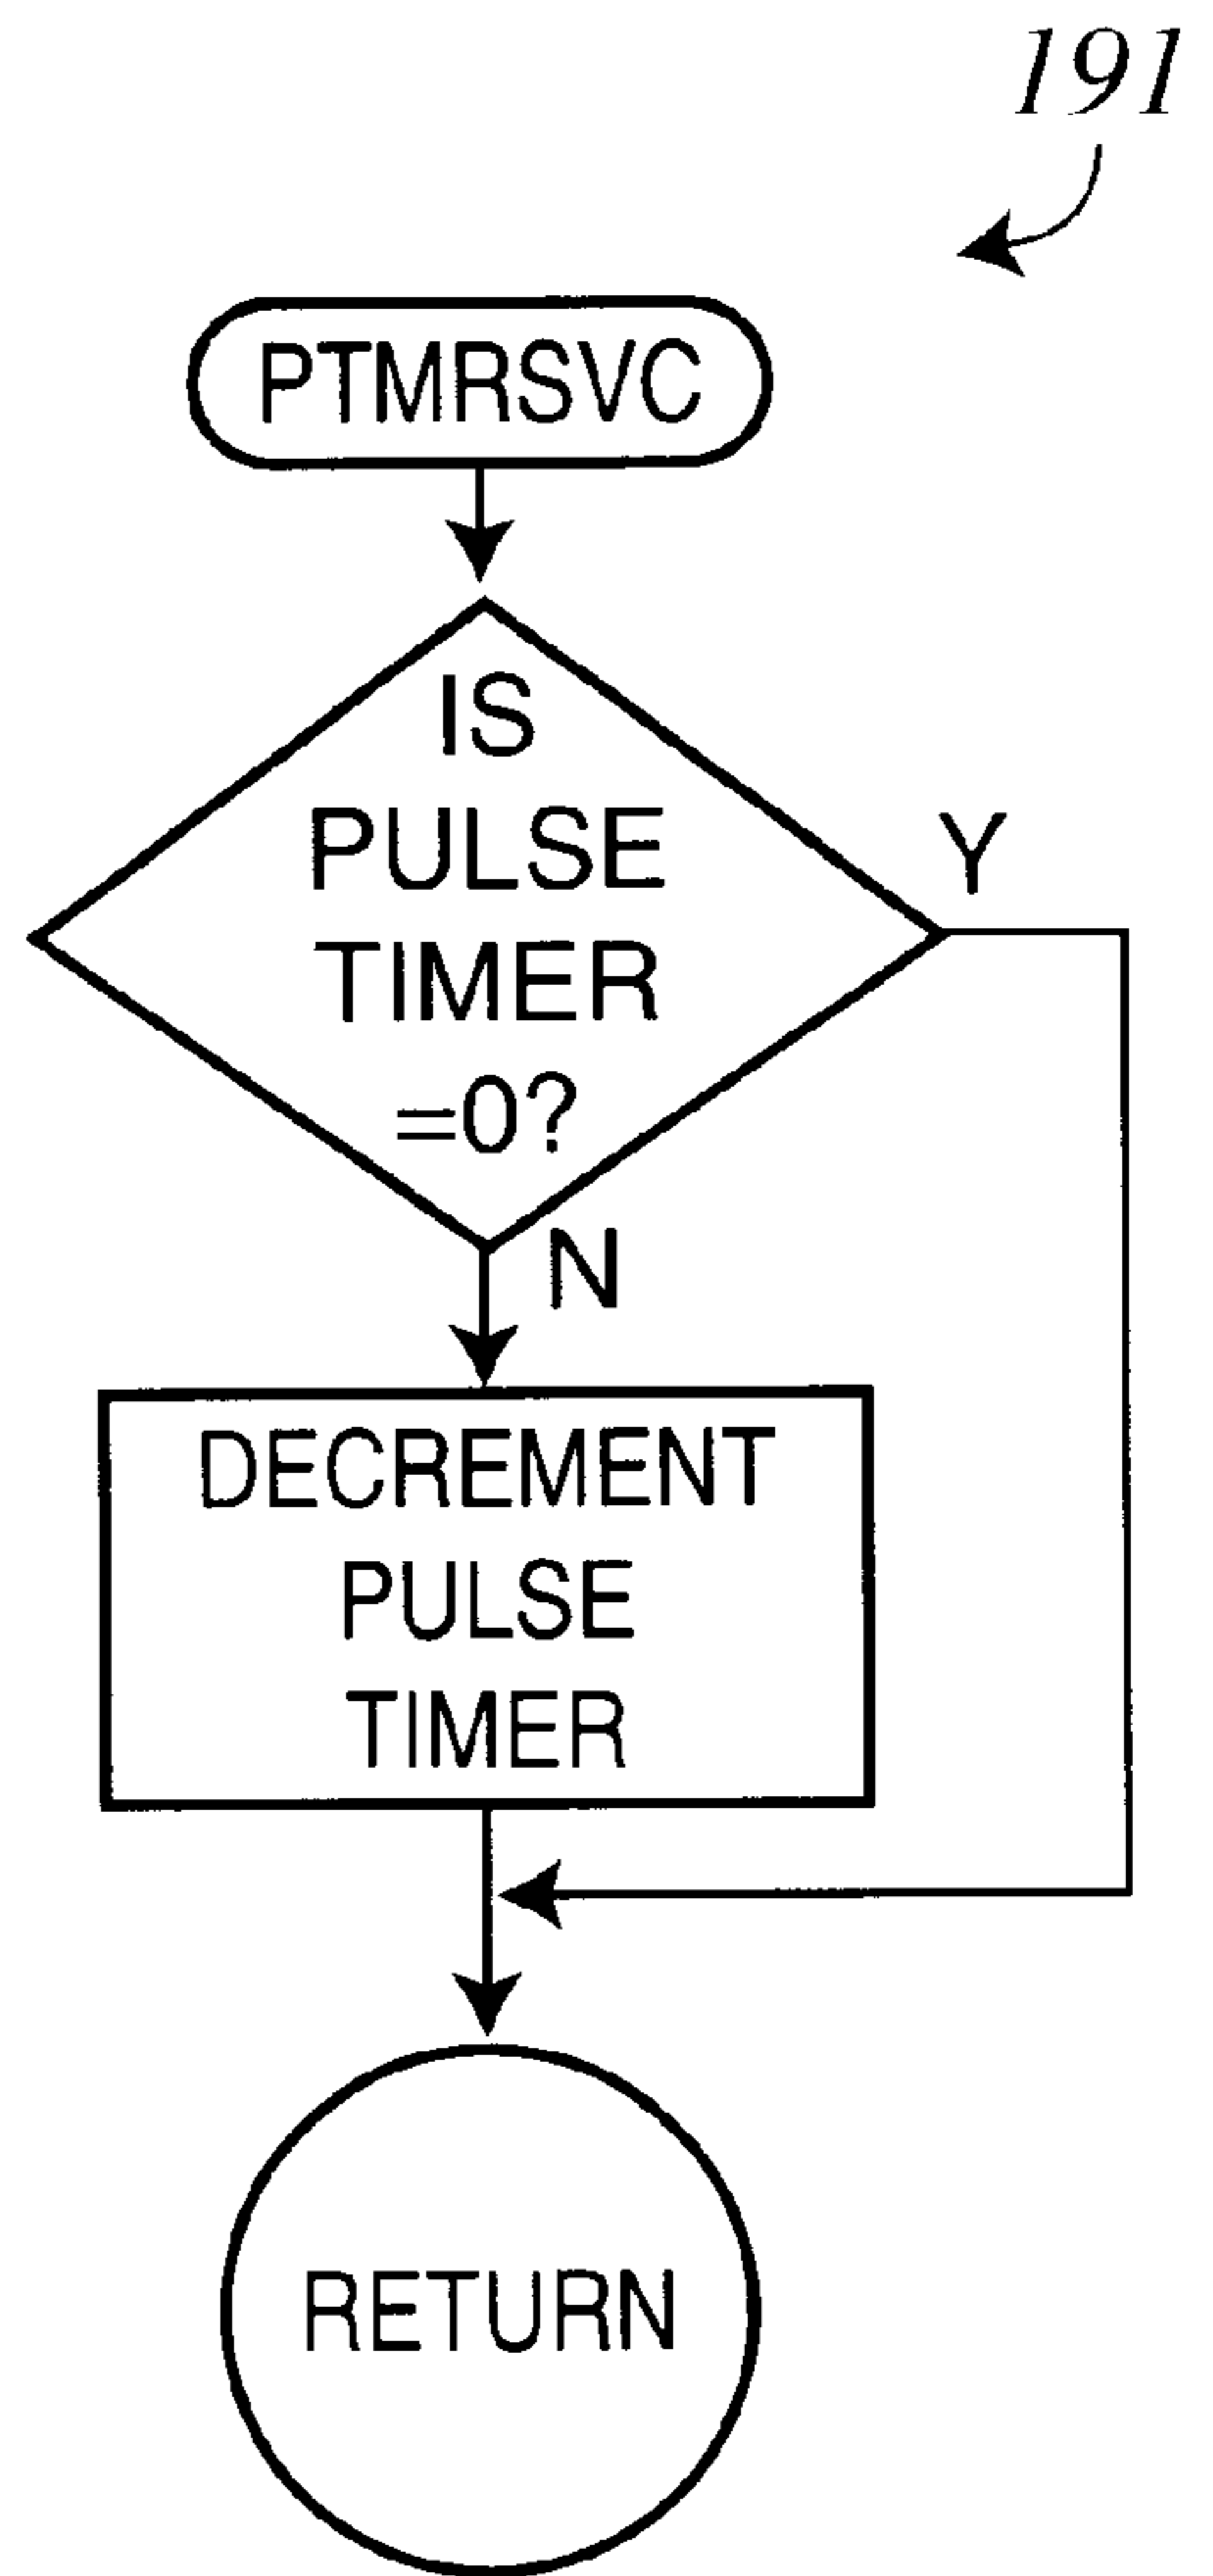 191
PTMRSVC
IS
PULSE
TIMER
=0?
Y
N
DECREMENT
PULSE
TIMER
RETURN